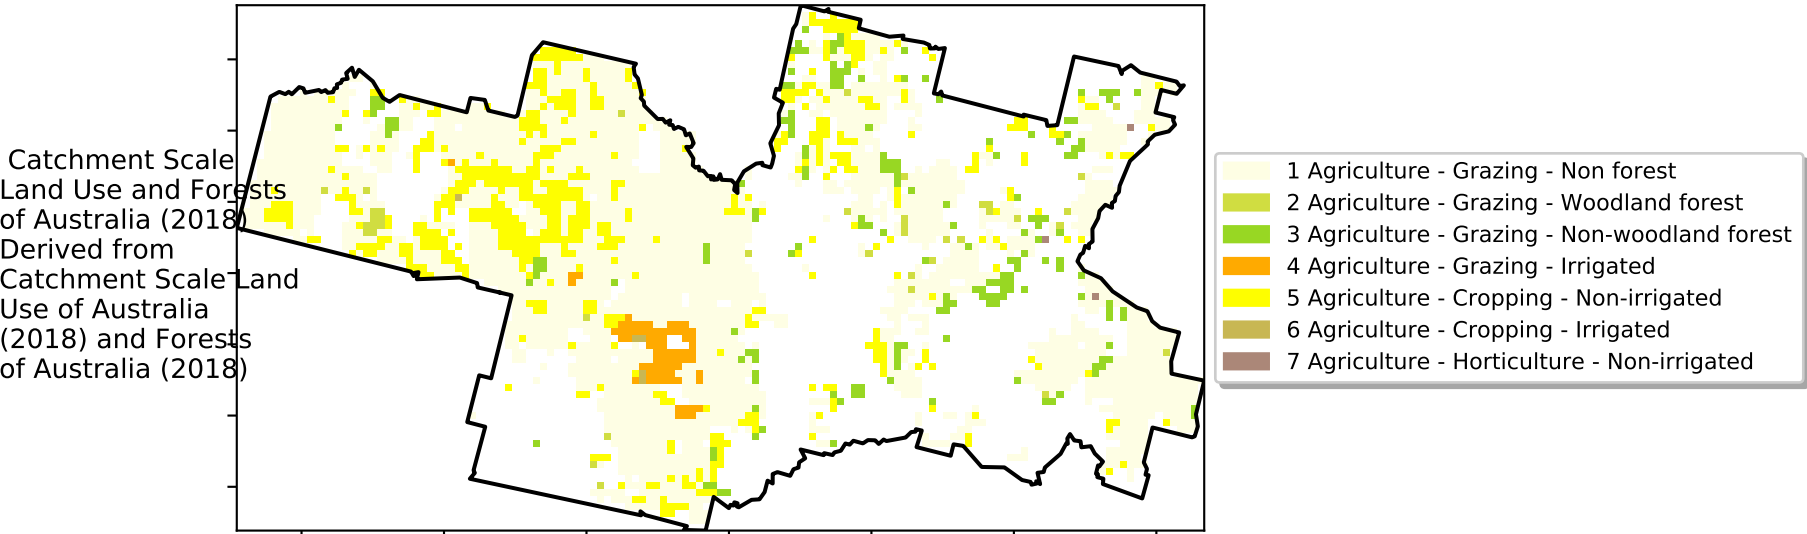 Catchment Scale
Land Use and Forests
of Australia (2018)
Derived from
Catchment Scale Land
Use of Australia
(2018) and Forests
of Australia (2018)
1 Agriculture - Grazing - Non forest
2 Agriculture - Grazing - Woodland forest
3 Agriculture - Grazing - Non-woodland forest
4 Agriculture - Grazing - Irrigated
5 Agriculture - Cropping - Non-irrigated
6 Agriculture - Cropping - Irrigated
7 Agriculture - Horticulture - Non-irrigated